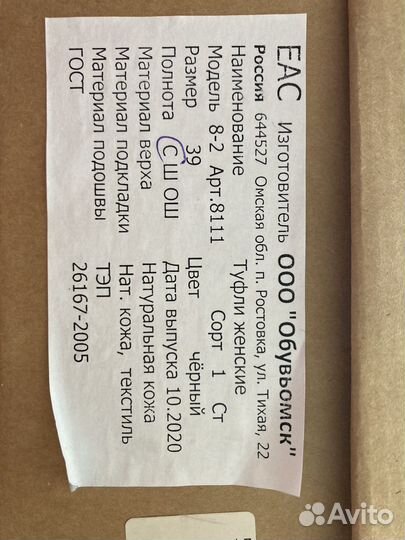 ЕАС Изготовитель ООО "Обувьомск"
Россия 644527 Омская обл. п. Ростовка, ул. Тихая, 22
Наименование Туфли женские
Модель 8-2 Арт.8111 Сорт 1 Ст
Размер 39 Цвет чёрный
Полнота С Ш ОШ Дата выпуска 10.2020
Материал верха Натуральная кожа
Материал подкладки Нат. кожа, текстиль
Материал подошвы ТЭП
ГОСТ 26167-2005
Avito